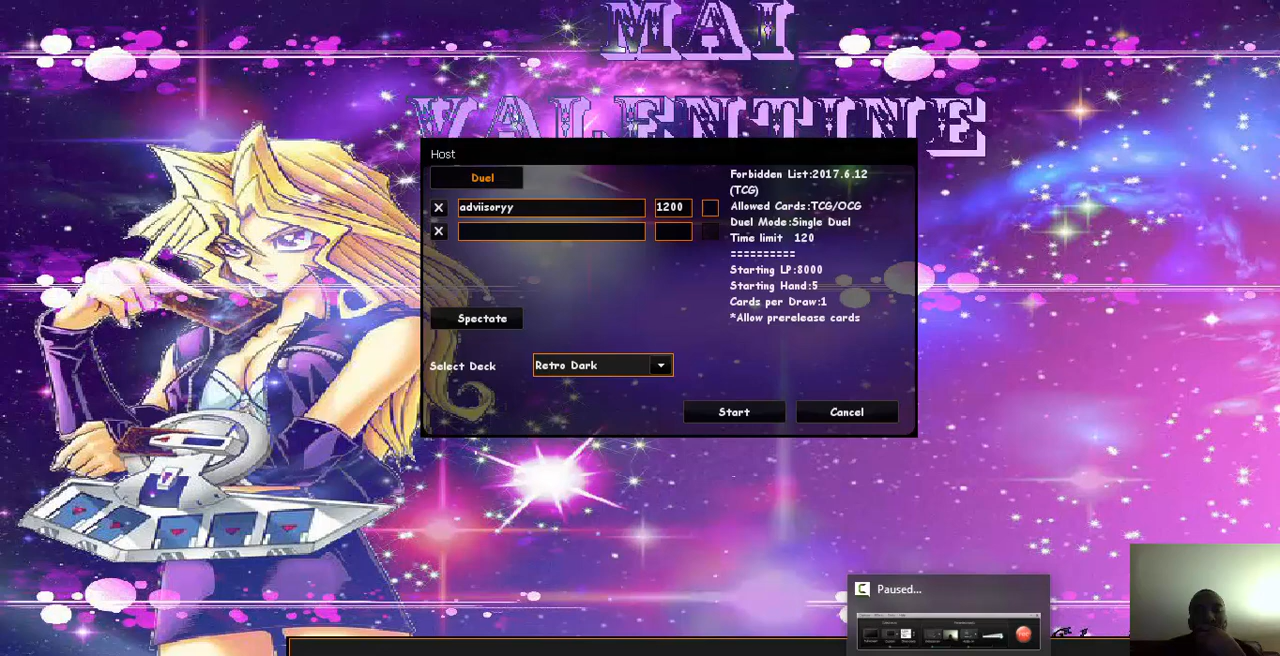 MAI
VALENTINE
Host
Duel
adviisoryy 1200
Spectate
Select Deck Retro Dark
Start Cancel
Forbidden List:2017.6.12
(TCG)
Allowed Cards:TCG/OCG
Duel Mode:Single Duel
Time limit 120
==========
Starting LP:8000
Starting Hand:5
Cards per Draw:1
*Allow prerelease cards
Paused...